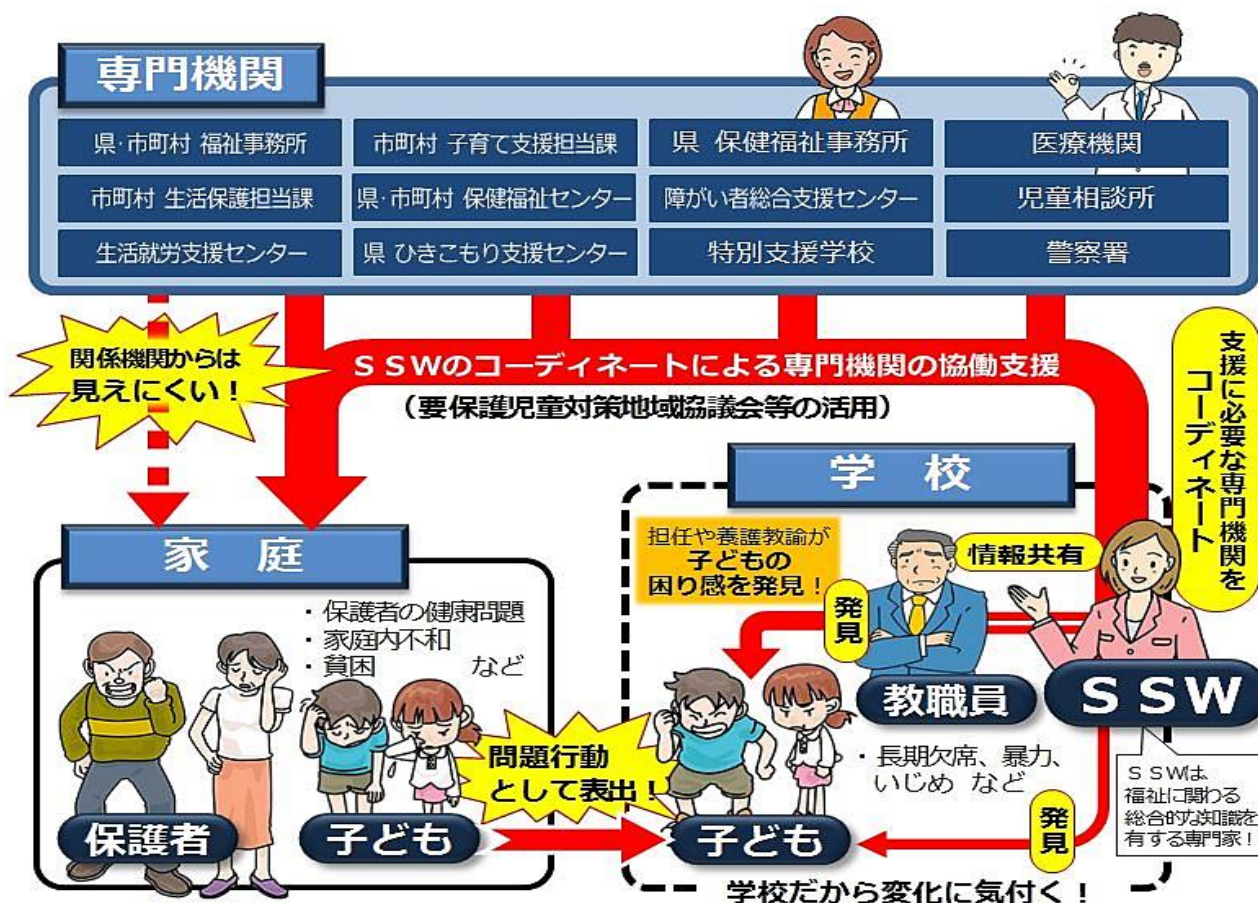 専門機関
県・市町村 福祉事務所
市町村 子育て支援担当課
県 保健福祉事務所
医療機関
市町村 生活保護担当課
県・市町村 保健福祉センター
障がい者総合支援センター
児童相談所
生活就労支援センター
県 ひきこもり支援センター
特別支援学校
警察署
関係機関からは
見えにくい!
SSWのコーディネートによる専門機関の協働支援
(要保護児童対策地域協議会等の活用)
支援に必要な専門機関を
コーディネート
学 校
担任や養護教諭が
子どもの
困り感を発見!
情報共有
発見
教職員
SSW
・長期欠席、暴力、
いじめ など
SSWは、
福祉に関わる
総合的な知識を
有する専門家!
発見
子ども
学校だから変化に気付く!
家 庭
・保護者の健康問題
・家庭内不和
・貧困 など
保護者
子ども
問題行動
として表出!